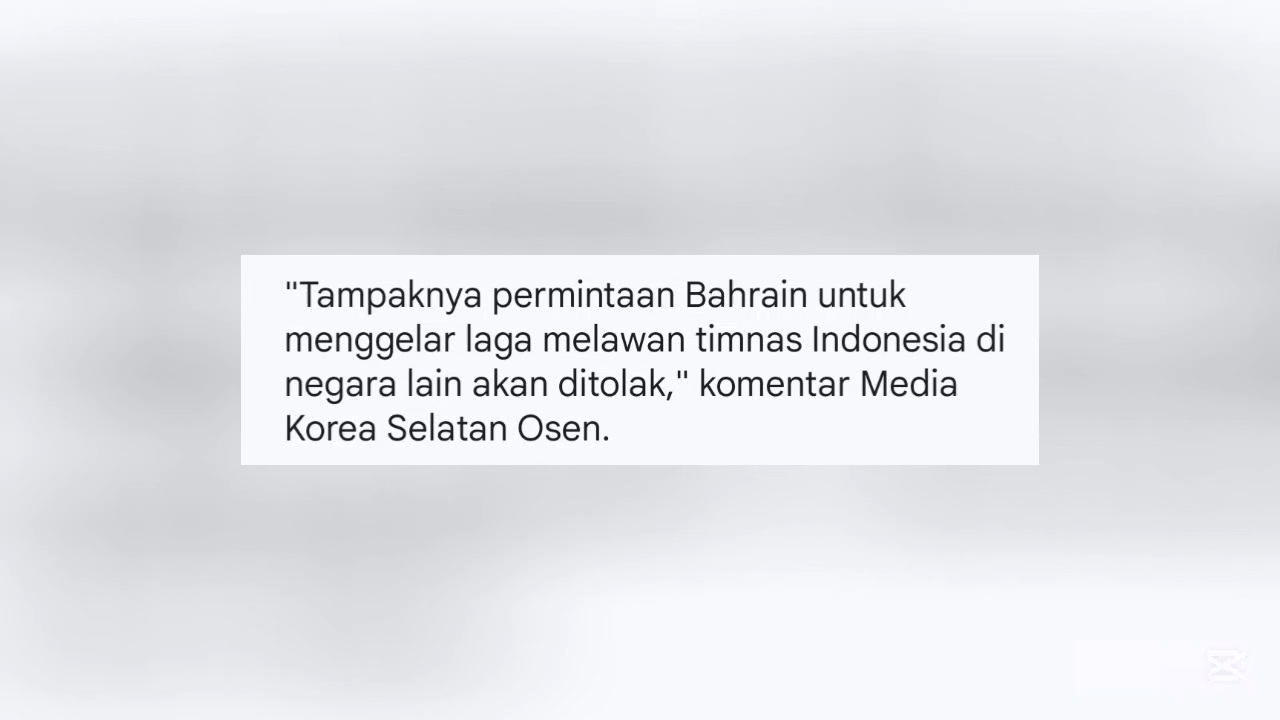 "Tampaknya permintaan Bahrain untuk
menggelar laga melawan timnas Indonesia di
negara lain akan ditolak," komentar Media
Korea Selatan Osen.